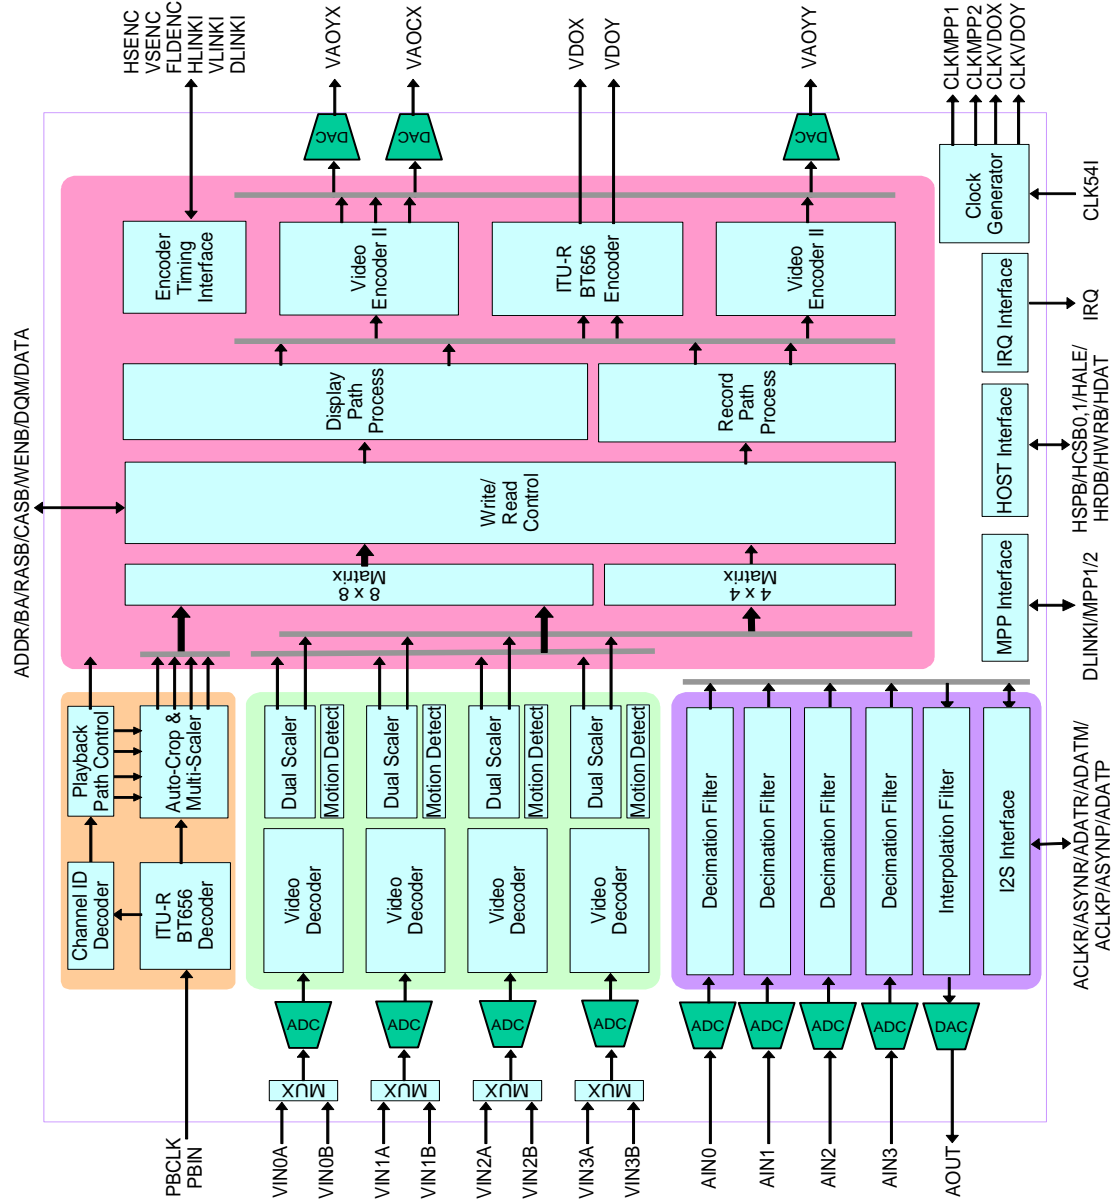 HSENC
VSENC
FLDENC
HLINKI
VLINKI
DLINKI
VAOYX
VAOCX
VDOX
VDOY
VAOYY
CLKMPP1
CLKMPP2
CLKVDOX
CLKVDOY
DAC
DAC
DAC
Clock
Generator
CLK54I
Encoder
Timing
Interface
Video
Encoder II
ITU-R
BT656
Encoder
Video
Encoder II
IRQ Interface
IRQ
ADDR/BA/RASB/CASB/WENB/DQM/DATA
Display
Path
Process
Record
Path
Process
HOST Interface
HSPB/HCSB0,1/HALE/
HRDB/HWRB/HDAT
Write/
Read
Control
8 x 8
Matrix
4 x 4
Matrix
MPP Interface
DLINKI/MPP1/2
Playback
Path Control
Auto-Crop &
Multi-Scaler
Dual Scaler
Motion Detect
Dual Scaler
Motion Detect
Dual Scaler
Motion Detect
Dual Scaler
Motion Detect
Channel ID
Decoder
ITU-R
BT656
Decoder
Video
Decoder
Video
Decoder
Video
Decoder
Video
Decoder
Decimation Filter
Decimation Filter
Decimation Filter
Decimation Filter
Interpolation Filter
I2S Interface
ACLKR/ASYNR/ADATR/ADATM/
ACLKP/ASYNP/ADATP
ADC
ADC
ADC
ADC
ADC
ADC
ADC
ADC
DAC
MUX
MUX
MUX
MUX
PBCLK
PBIN
VIN0A
VIN0B
VIN1A
VIN1B
VIN2A
VIN2B
VIN3A
VIN3B
AIN0
AIN1
AIN2
AIN3
AOUT